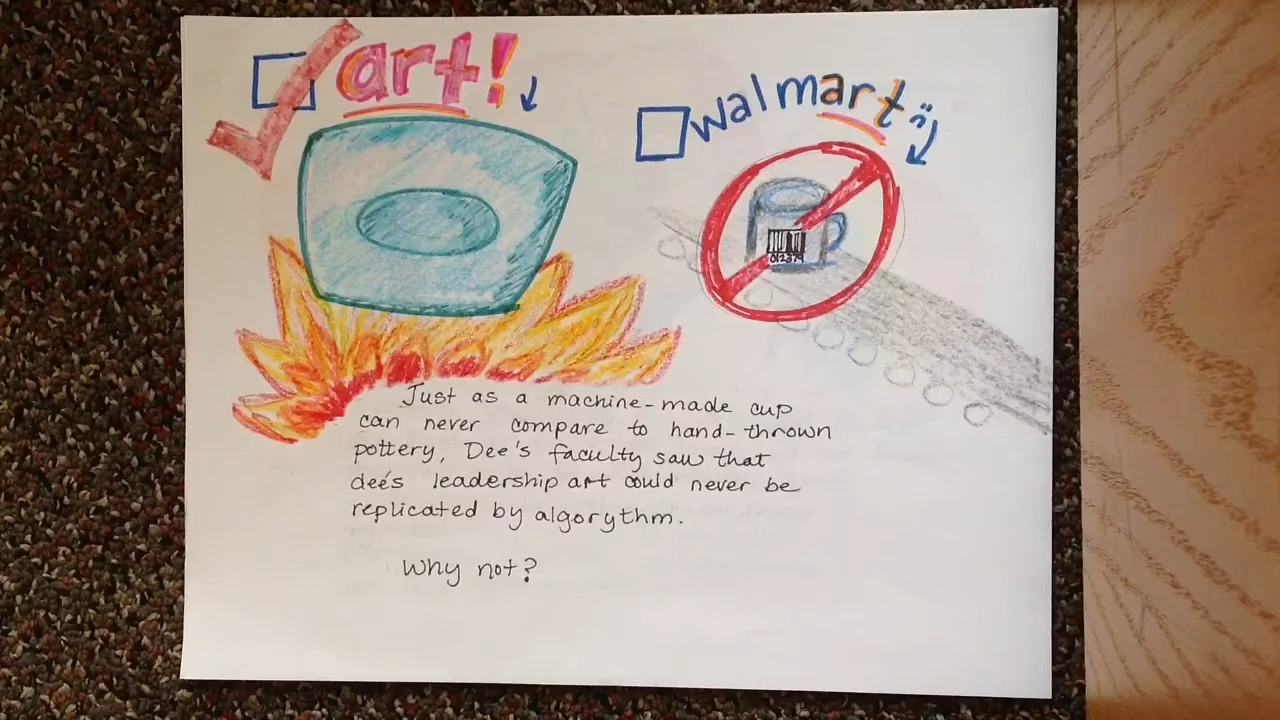 art!
walmart
012379
Just as a machine-made cup
can never compare to hand-thrown
pottery, Dee's faculty saw that
dee's leadership art could never be
replicated by algorythm.
Why not?